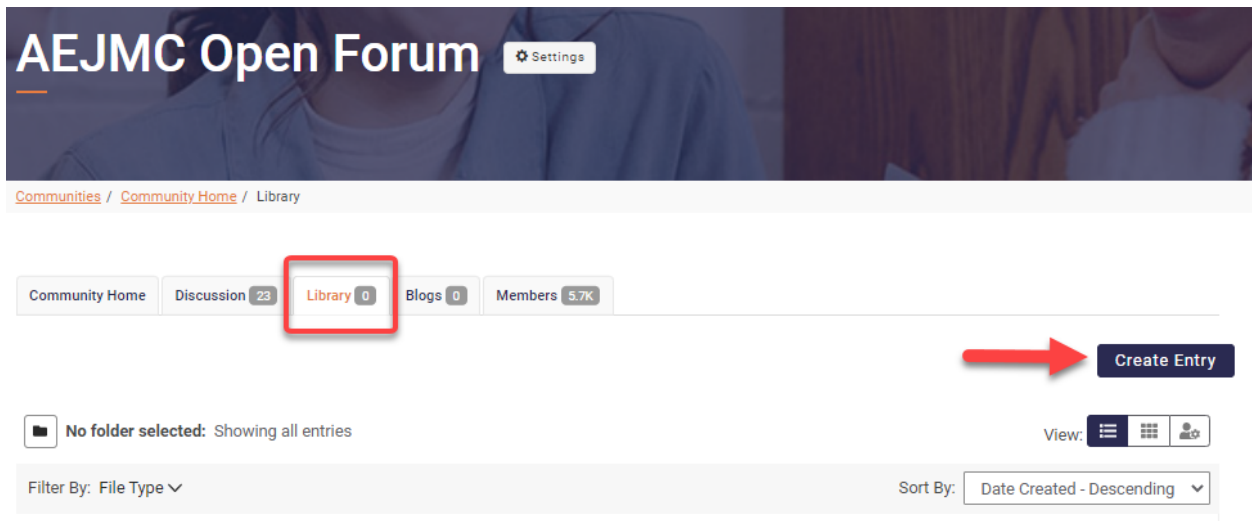 AEJMC Open Forum Settings
Communities / Community Home / Library
Community Home Discussion 23 Library 0 Blogs 0 Members 5.7K
Create Entry
No folder selected: Showing all entries View:
Filter By: File Type Sort By: Date Created - Descending